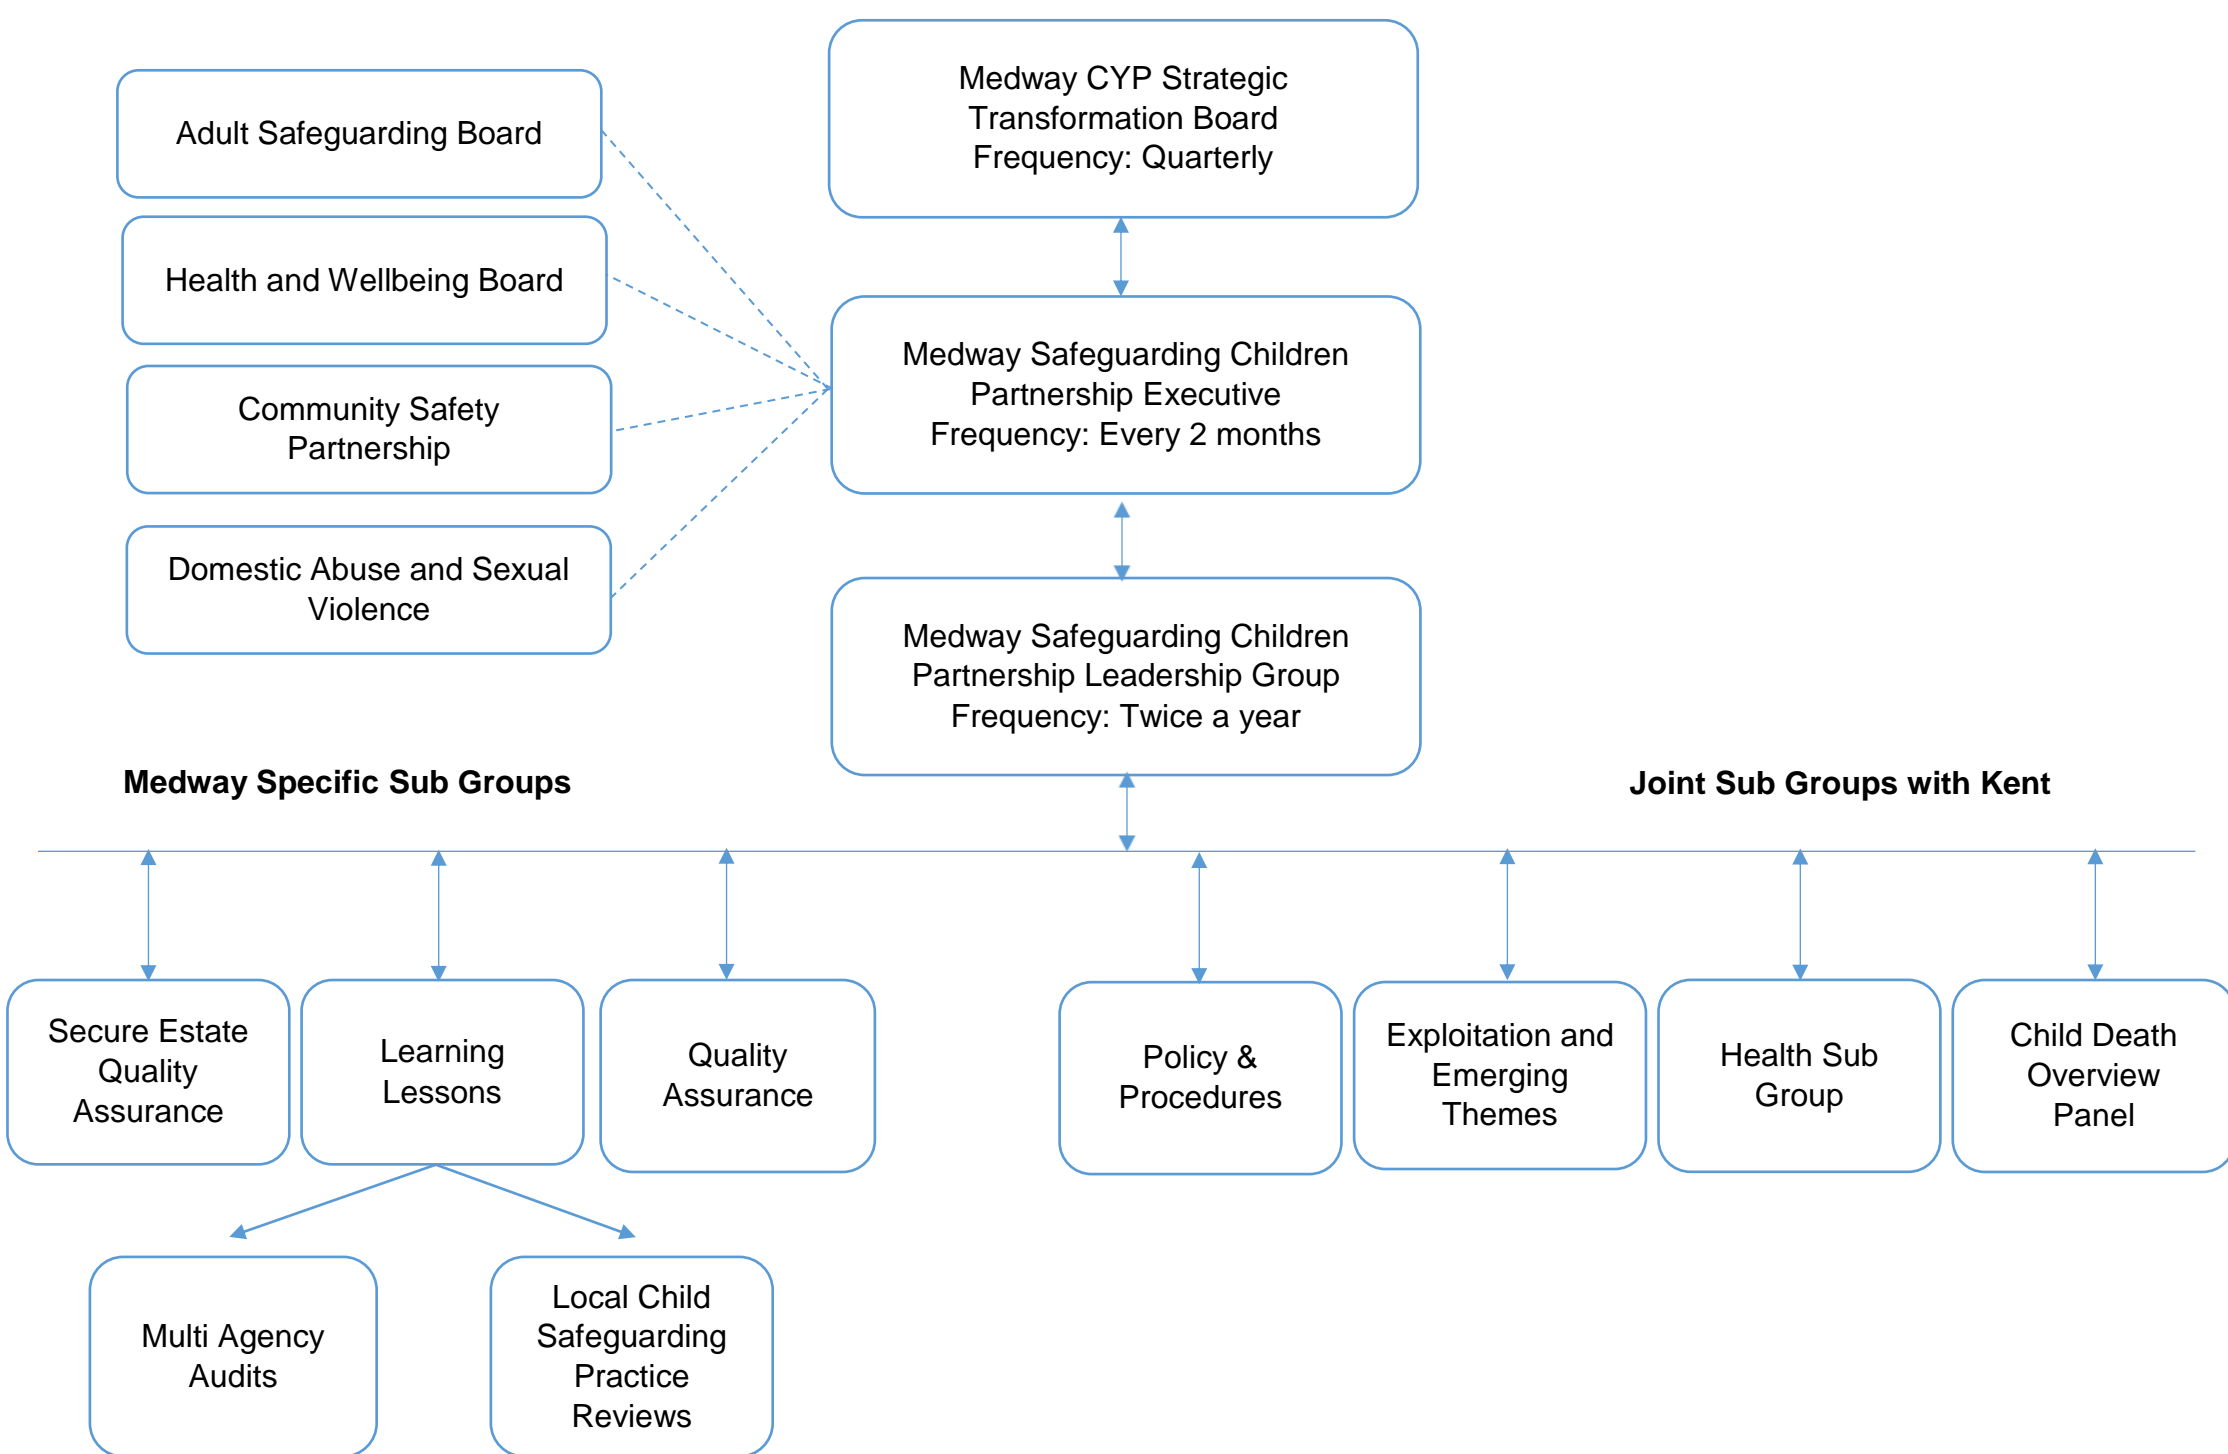 Medway CYP Strategic
Transformation Board
Frequency: Quarterly
Adult Safeguarding Board
Health and Wellbeing Board
Community Safety
Partnership
Domestic Abuse and Sexual
Violence
Medway Safeguarding Children
Partnership Executive
Frequency: Every 2 months
Medway Safeguarding Children
Partnership Leadership Group
Frequency: Twice a year
Medway Specific Sub Groups
Joint Sub Groups with Kent
Secure Estate
Quality
Assurance
Learning
Lessons
Quality
Assurance
Policy &
Procedures
Exploitation and
Emerging
Themes
Health Sub
Group
Child Death
Overview
Panel
Multi Agency
Audits
Local Child
Safeguarding
Practice
Reviews